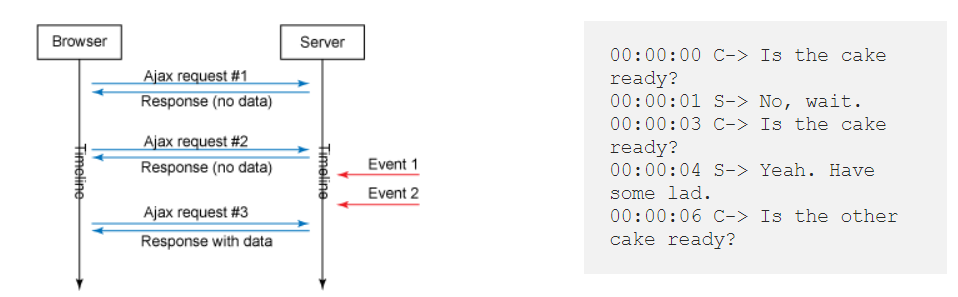 Browser
Server
Ajax request #1
Response (no data)
Ajax request #2
Response (no data)
Timeline
Timeline
Event 1
Event 2
Ajax request #3
Response with data
00:00:00 C-> Is the cake
ready?
00:00:01 S-> No, wait.
00:00:03 C-> Is the cake
ready?
00:00:04 S-> Yeah. Have
some lad.
00:00:06 C-> Is the other
cake ready?